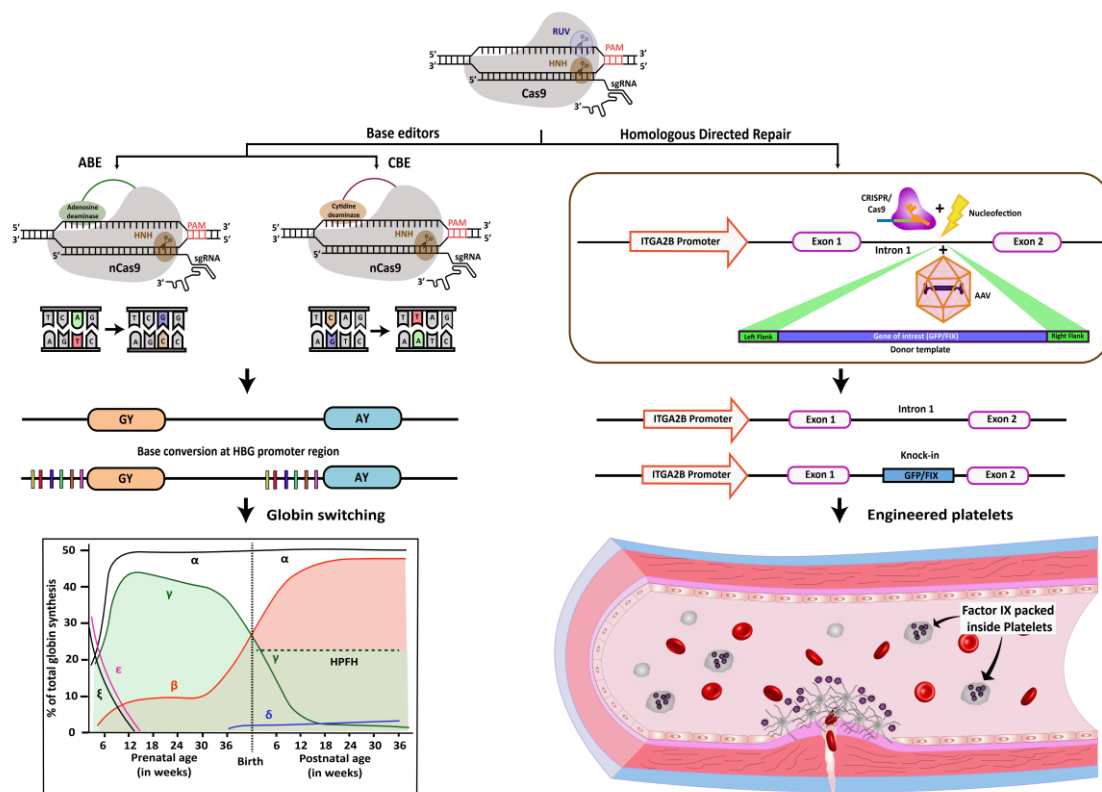 RUV
PAM
5’
3’
3’
5’
HNH
5’
sgRNA
Cas9
3’
Base editors
Homologous Directed Repair
ABE
CBE
Adenosine
deaminase
PAM
5’
3’
3’
5’
HNH
5’
sgRNA
nCas9
3’
Cytidine
deaminase
PAM
5’
3’
3’
5’
HNH
5’
sgRNA
nCas9
3’
T C A G
A G T C
T C G G
A G C C
T C A G
A G T C
T T A G
A A T C
CRISPR/
Cas9
+
Nucleofection
ITGA2B Promoter
Exon 1
Intron 1
Exon 2
+
AAV
Left Flank
Gene of intrest (GFP/FIX)
Right Flank
Donor template
GY
AY
Base conversion at HBG promoter region
GY
AY
ITGA2B Promoter
Exon 1
Intron 1
Exon 2
Knock-in
ITGA2B Promoter
Exon 1
GFP/FIX
Exon 2
Globin switching
Engineered platelets
% of total globin synthesis
50
40
30
20
10
0
α
α
γ
γ
HPFH
ε
ξ
β
δ
6 12 18 24 30 36 6 12 18 24 30 36
Prenatal age
(in weeks)
Birth
Postnatal age
(in weeks)
Factor IX packed
inside Platelets